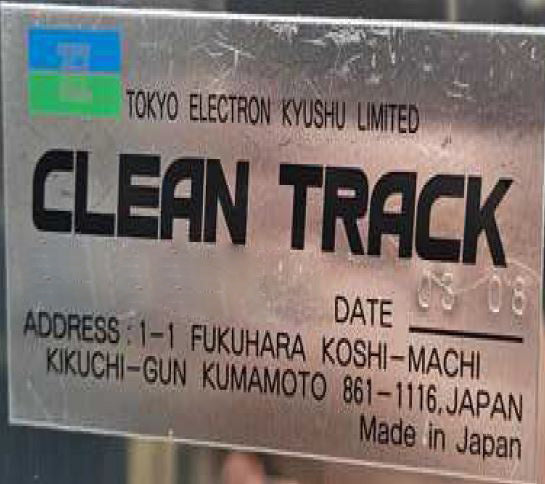 TOKYO ELECTRON KYUSHU LIMITED
CLEAN TRACK
DATE 03 08
ADDRESS : 1-1 FUKUHARA KOSHI-MACHI
KIKUCHI-GUN KUMAMOTO 861-1116,JAPAN
Made in Japan